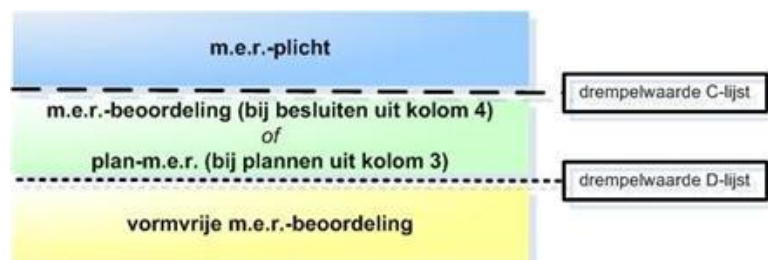 m.e.r.-plicht
drempelwaarde C-lijst
m.e.r.-beoordeling (bij besluiten uit kolom 4)
of
plan-m.e.r. (bij plannen uit kolom 3)
drempelwaarde D-lijst
vormvrije m.e.r.-beoordeling